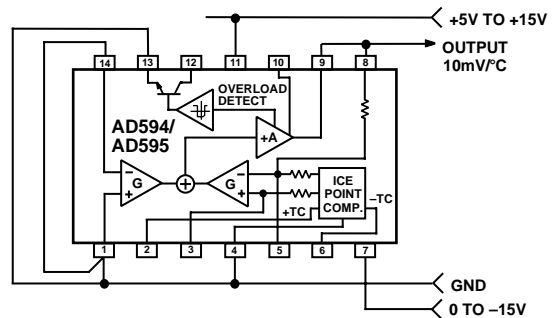 +5V TO +15V
OUTPUT
10mV/°C
14 13 12 11 10 9 8
OVERLOAD
DETECT
AD594/
AD595
+A
– G +
– G +
ICE
POINT
COMP.
+TC
–TC
1 2 3 4 5 6 7
GND
0 TO –15V